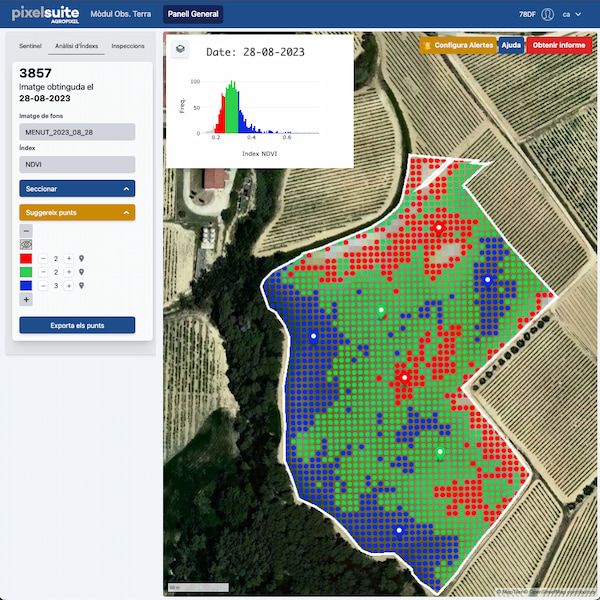 pixelsuite
AGROPIXEL
Mòdul Obs. Terra
Panell General
78DF
ca
Sentinel
Anàlisi d'Índexs
Inspeccions
3857
Imatge obtinguda el
28-08-2023
Imatge de fons
MENUT_2023_08_28
Índex
NDVI
Seccionar
Suggereix punts
−
− 2 +
− 2 +
− 3 +
+
Exporta els punts
Date: 28-08-2023
Freq.
100
50
0
0.2
0.4
0.6
Index NDVI
Configura Alertes
Ajuda
Obtenir informe
© MapTiler © OpenStreetMap contributors